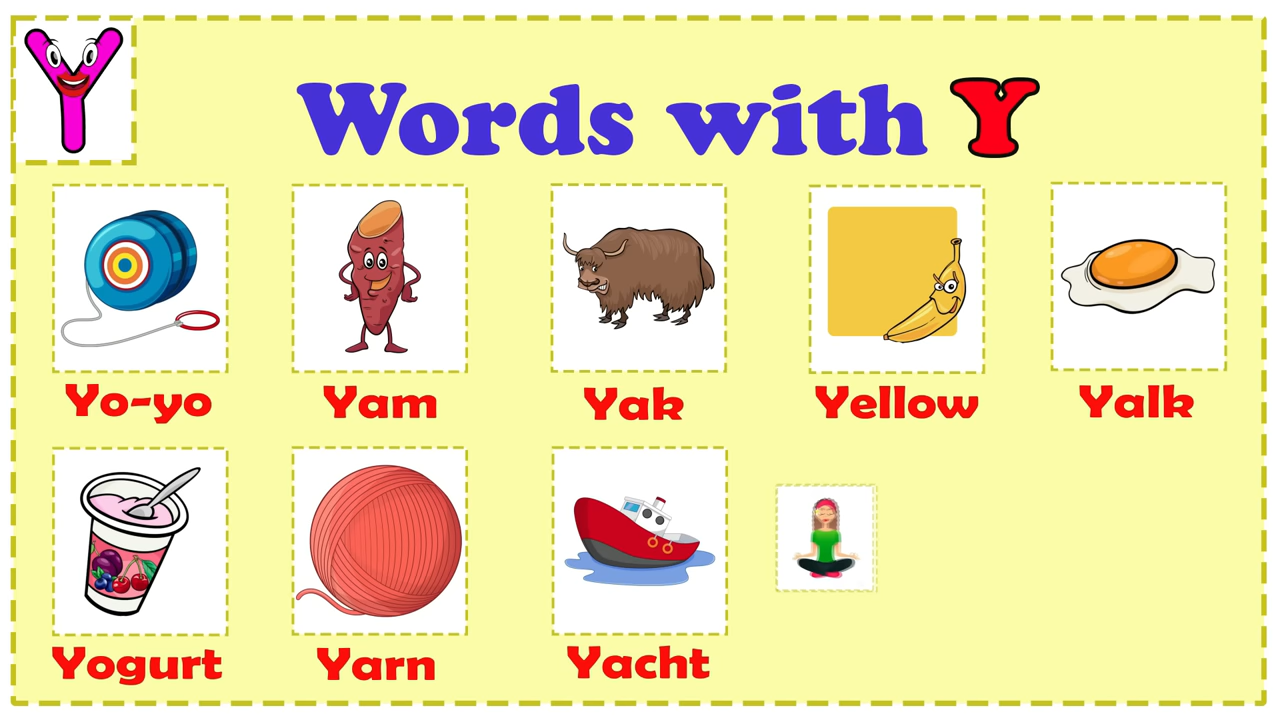 Y
Words with Y
Yo-yo
Yam
Yak
Yellow
Yalk
Yogurt
Yarn
Yacht